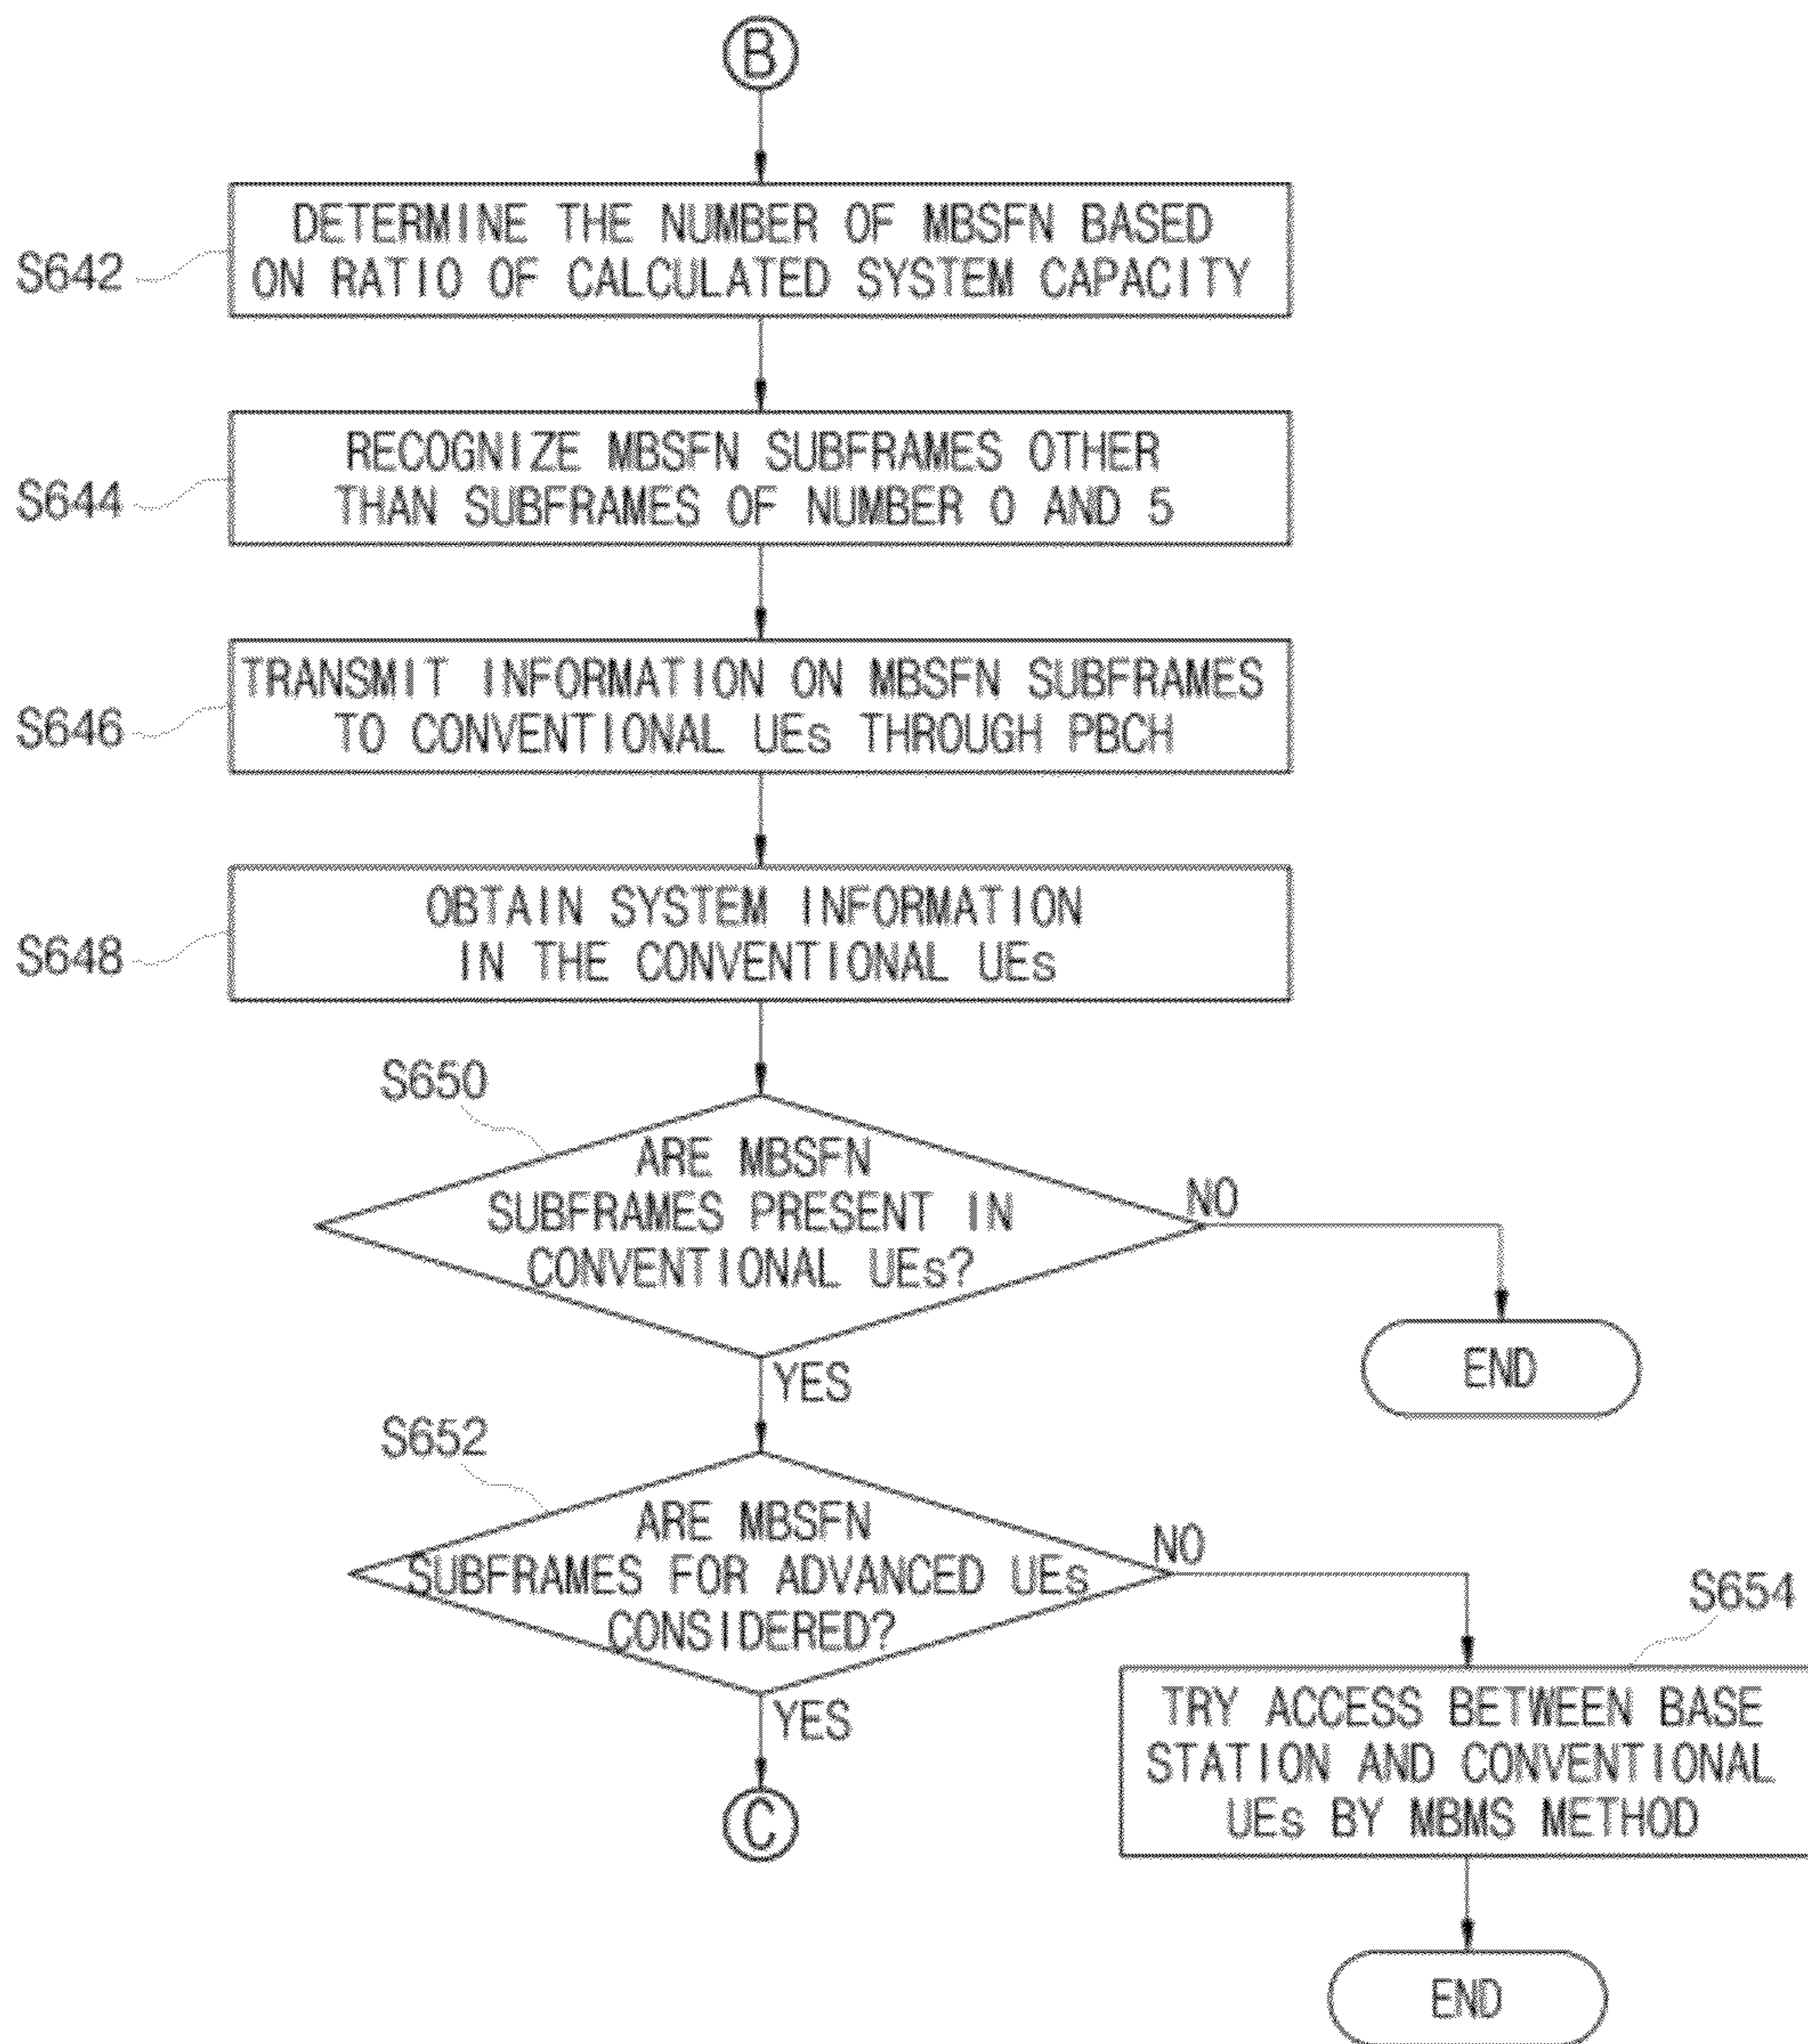 B
DETERMINE THE NUMBER OF MBSFN BASED
ON RATIO OF CALCULATED SYSTEM CAPACITY
S642
RECOGNIZE MBSFN SUBFRAMES OTHER
THAN SUBFRAMES OF NUMBER 0 AND 5
S644
TRANSMIT INFORMATION ON MBSFN SUBFRAMES
TO CONVENTIONAL UEs THROUGH PBCH
S646
OBTAIN SYSTEM INFORMATION
IN THE CONVENTIONAL UEs
S648
S650
ARE MBSFN
SUBFRAMES PRESENT IN
CONVENTIONAL UEs?
NO
END
YES
S652
ARE MBSFN
SUBFRAMES FOR ADVANCED UEs
CONSIDERED?
NO
S654
TRY ACCESS BETWEEN BASE
STATION AND CONVENTIONAL
UEs BY MBMS METHOD
YES
C
END